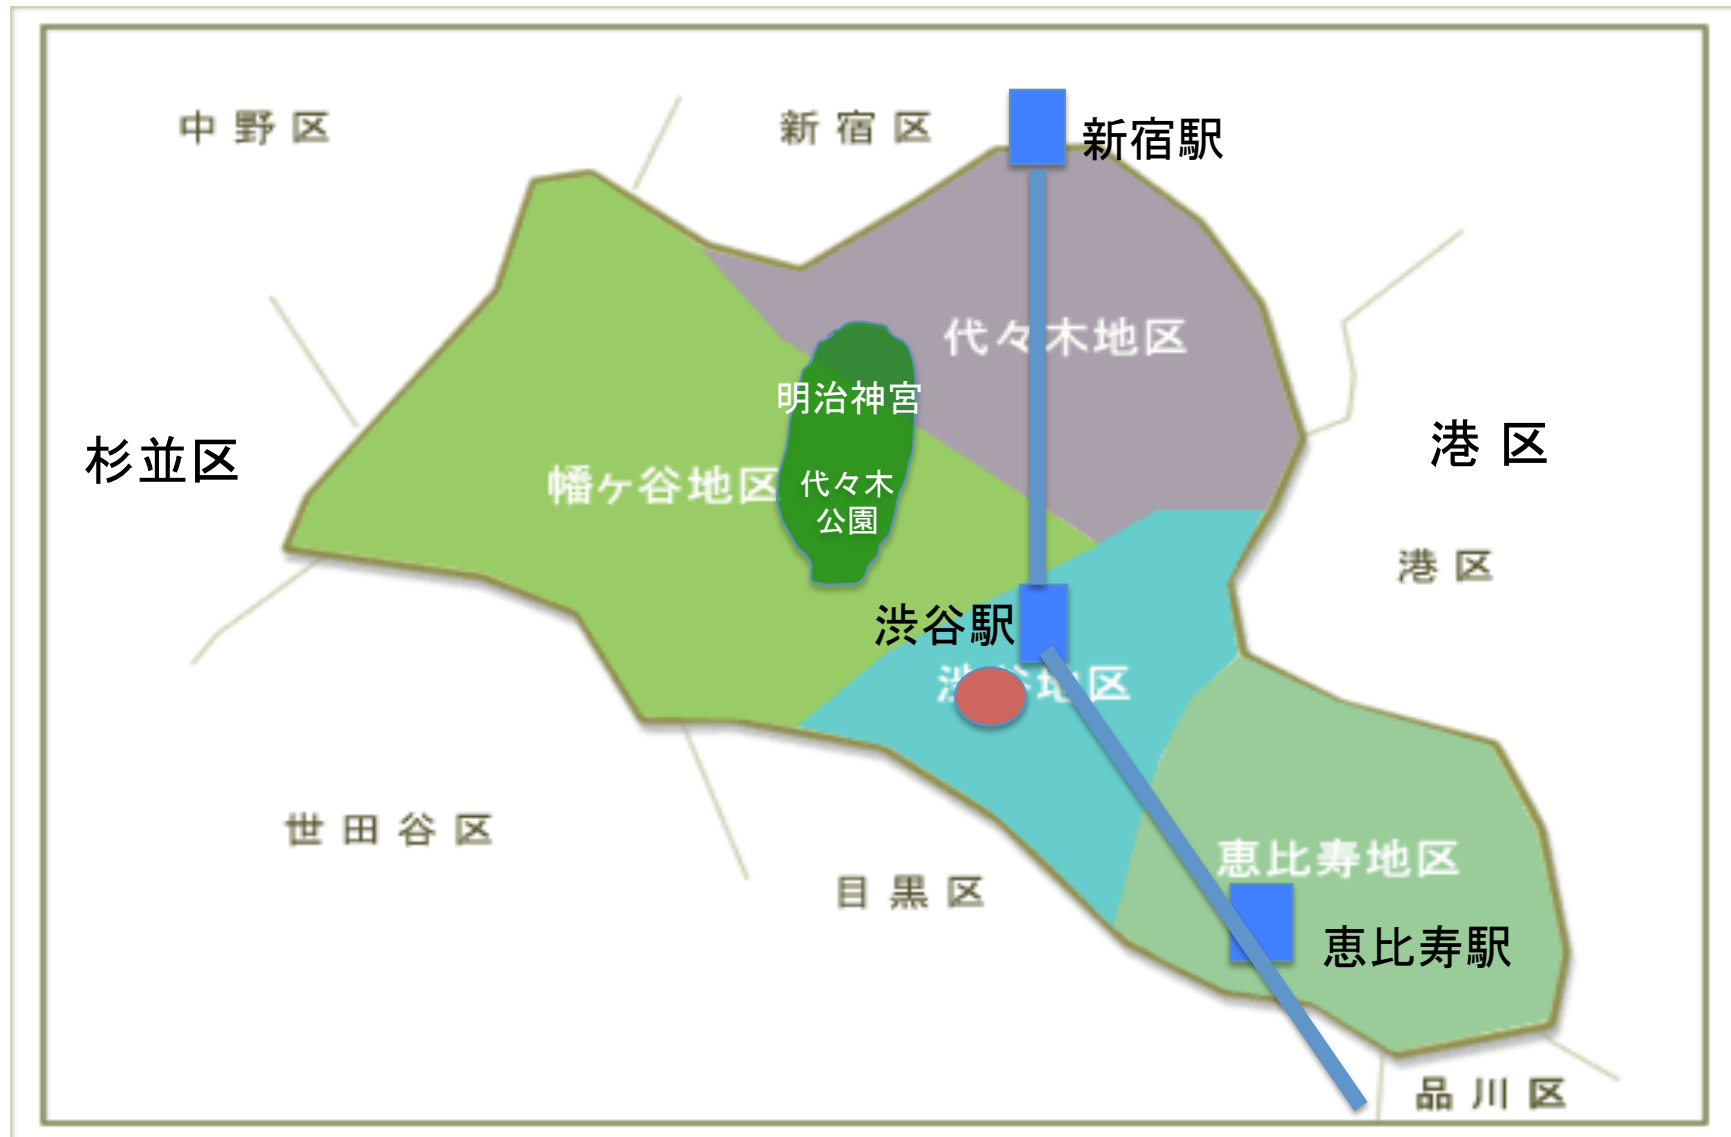 中野区
新宿区
新宿駅
代々木地区
明治神宮
港 区
杉並区
幡ヶ谷地区
代々木
公園
港区
渋谷駅
渋谷地区
世田谷区
恵比寿地区
目黒区
恵比寿駅
品川区